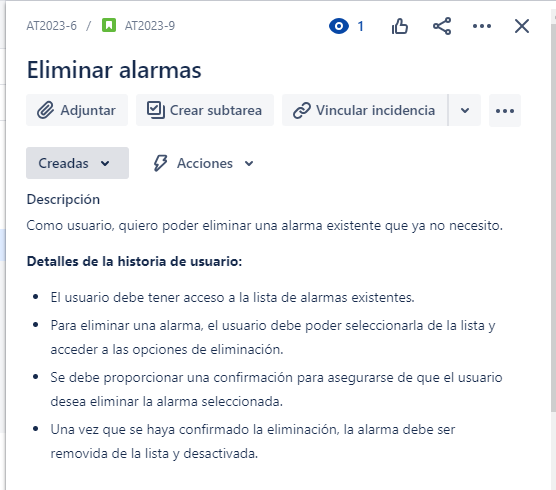 AT2023-6 / AT2023-9
1
Eliminar alarmas
Adjuntar
Crear subtarea
Vincular incidencia
Creadas
Acciones
Descripción
Como usuario, quiero poder eliminar una alarma existente que ya no necesito.
Detalles de la historia de usuario:
• El usuario debe tener acceso a la lista de alarmas existentes.
• Para eliminar una alarma, el usuario debe poder seleccionarla de la lista y
acceder a las opciones de eliminación.
• Se debe proporcionar una confirmación para asegurarse de que el usuario
desea eliminar la alarma seleccionada.
• Una vez que se haya confirmado la eliminación, la alarma debe ser
removida de la lista y desactivada.